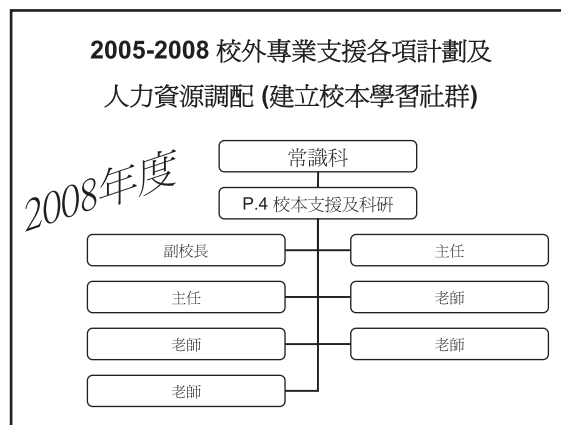 2005-2008 校外專業支援各項計劃及
人力資源調配 (建立校本學習社群)
2008年度
常識科
P.4 校本支援及科研
副校長
主任
主任
老師
老師
老師
老師